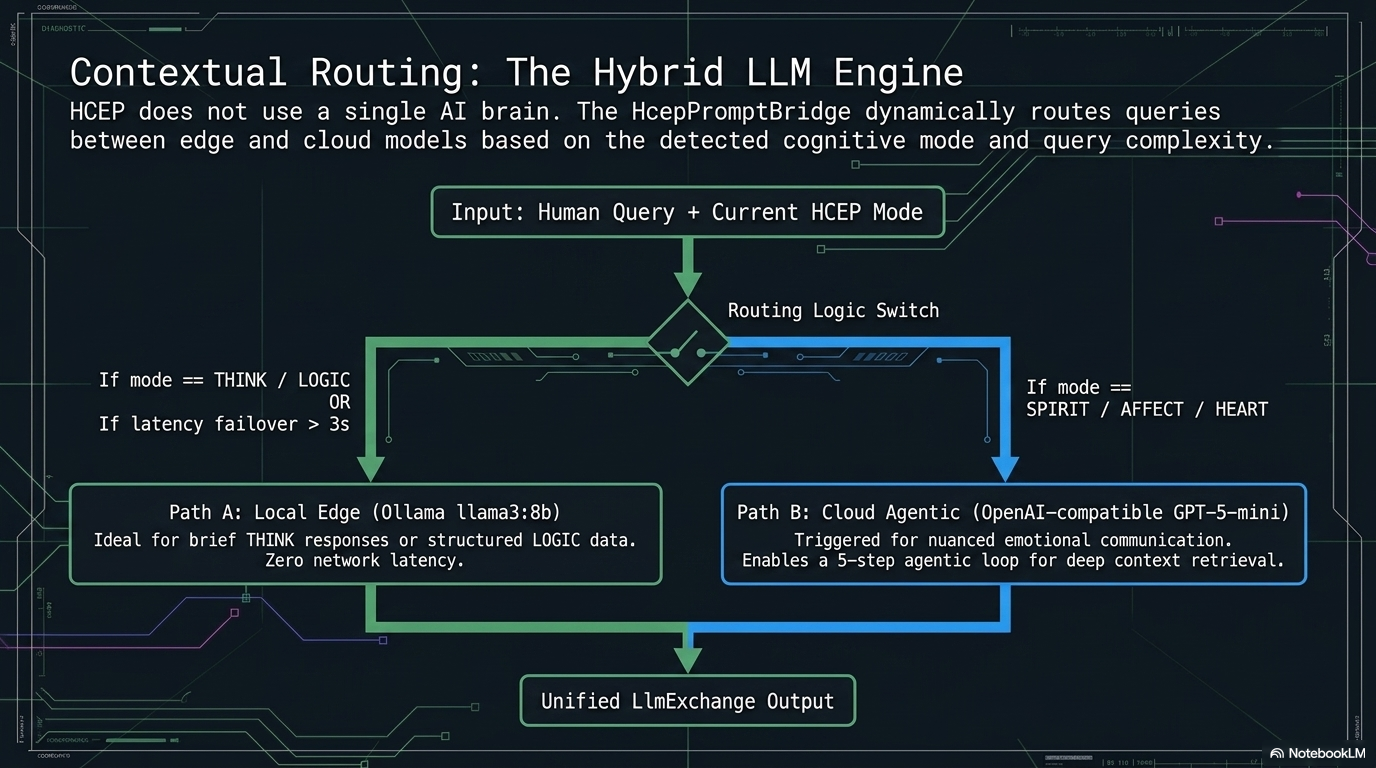 DIAGNOSTIC
Contextual Routing: The Hybrid LLM Engine
HCEP does not use a single AI brain. The HcepPromptBridge dynamically routes queries
between edge and cloud models based on the detected cognitive mode and query complexity.
Input: Human Query + Current HCEP Mode
Routing Logic Switch
If mode == THINK / LOGIC
OR
If latency failover > 3s
If mode ==
SPIRIT / AFFECT / HEART
Path A: Local Edge (Ollama llama3:8b)
Ideal for brief THINK responses or structured LOGIC data.
Zero network latency.
Path B: Cloud Agentic (OpenAI-compatible GPT-5-mini)
Triggered for nuanced emotional communication.
Enables a 5-step agentic loop for deep context retrieval.
Unified LlmExchange Output
NotebookLM